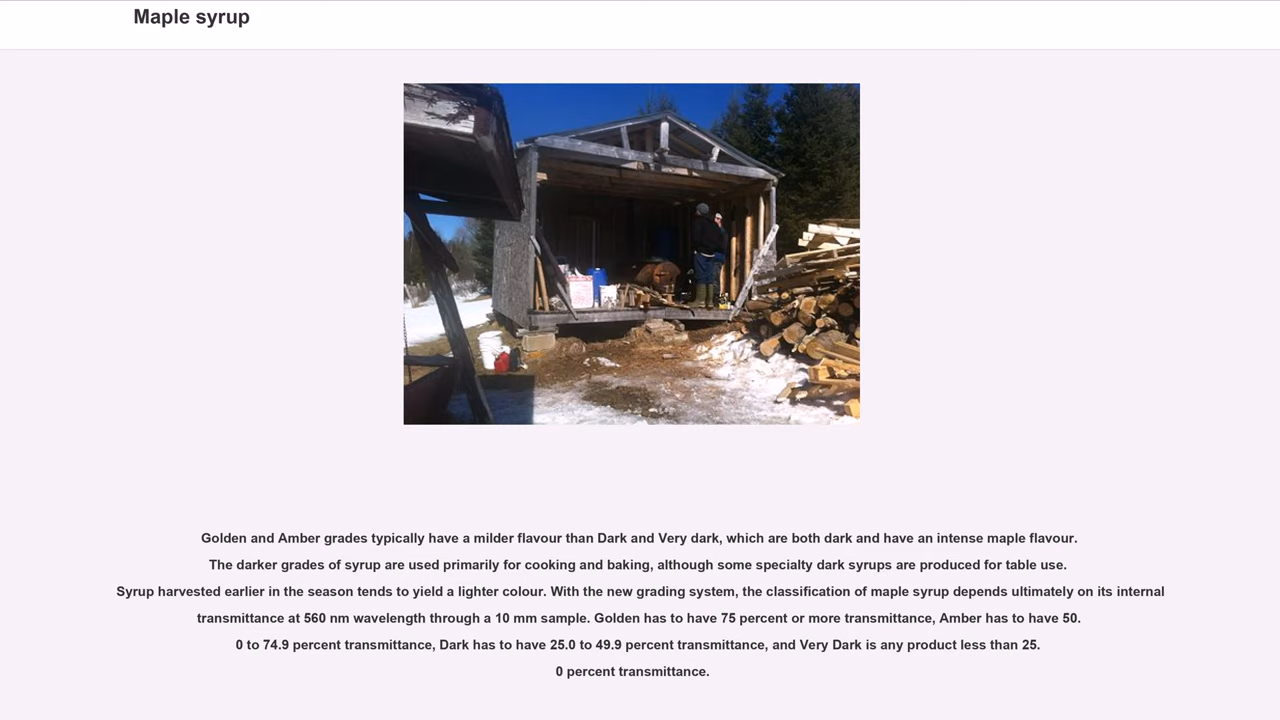 Maple syrup
Golden and Amber grades typically have a milder flavour than Dark and Very dark, which are both dark and have an intense maple flavour.
The darker grades of syrup are used primarily for cooking and baking, although some specialty dark syrups are produced for table use.
Syrup harvested earlier in the season tends to yield a lighter colour. With the new grading system, the classification of maple syrup depends ultimately on its internal
transmittance at 560 nm wavelength through a 10 mm sample. Golden has to have 75 percent or more transmittance, Amber has to have 50.
0 to 74.9 percent transmittance, Dark has to have 25.0 to 49.9 percent transmittance, and Very Dark is any product less than 25.
0 percent transmittance.